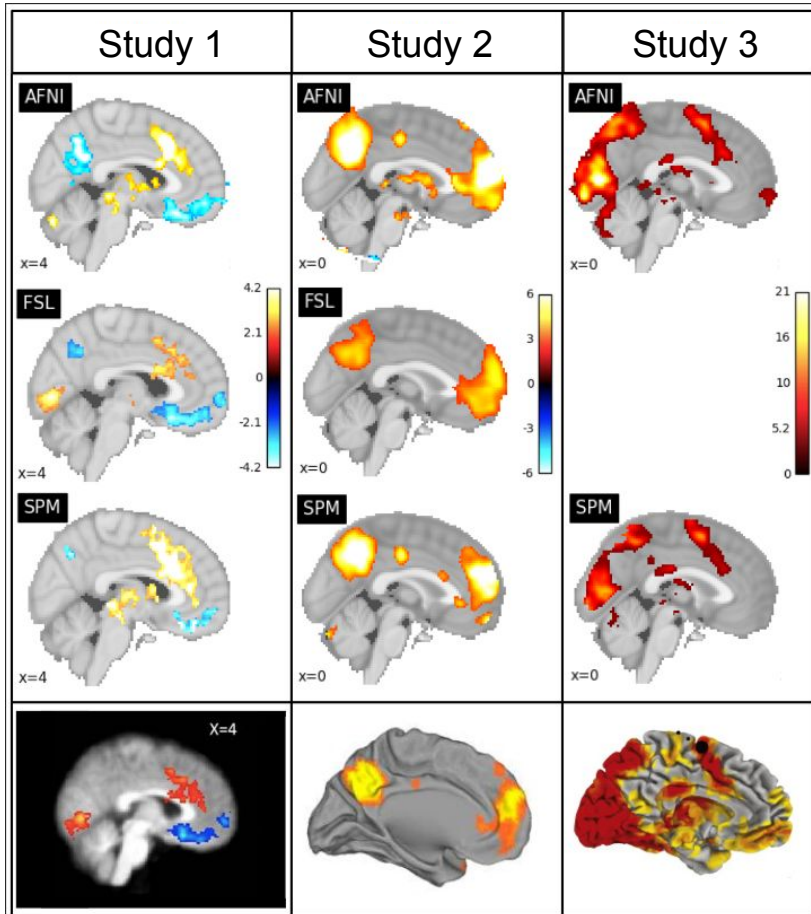 Study 1
Study 2
Study 3
AFNI
x=4
AFNI
x=0
AFNI
x=0
FSL
x=4
4.2
2.1
0
-2.1
-4.2
FSL
x=0
6
3
0
-3
-6
21
16
10
5.2
0
SPM
x=4
SPM
x=0
SPM
x=0
X=4